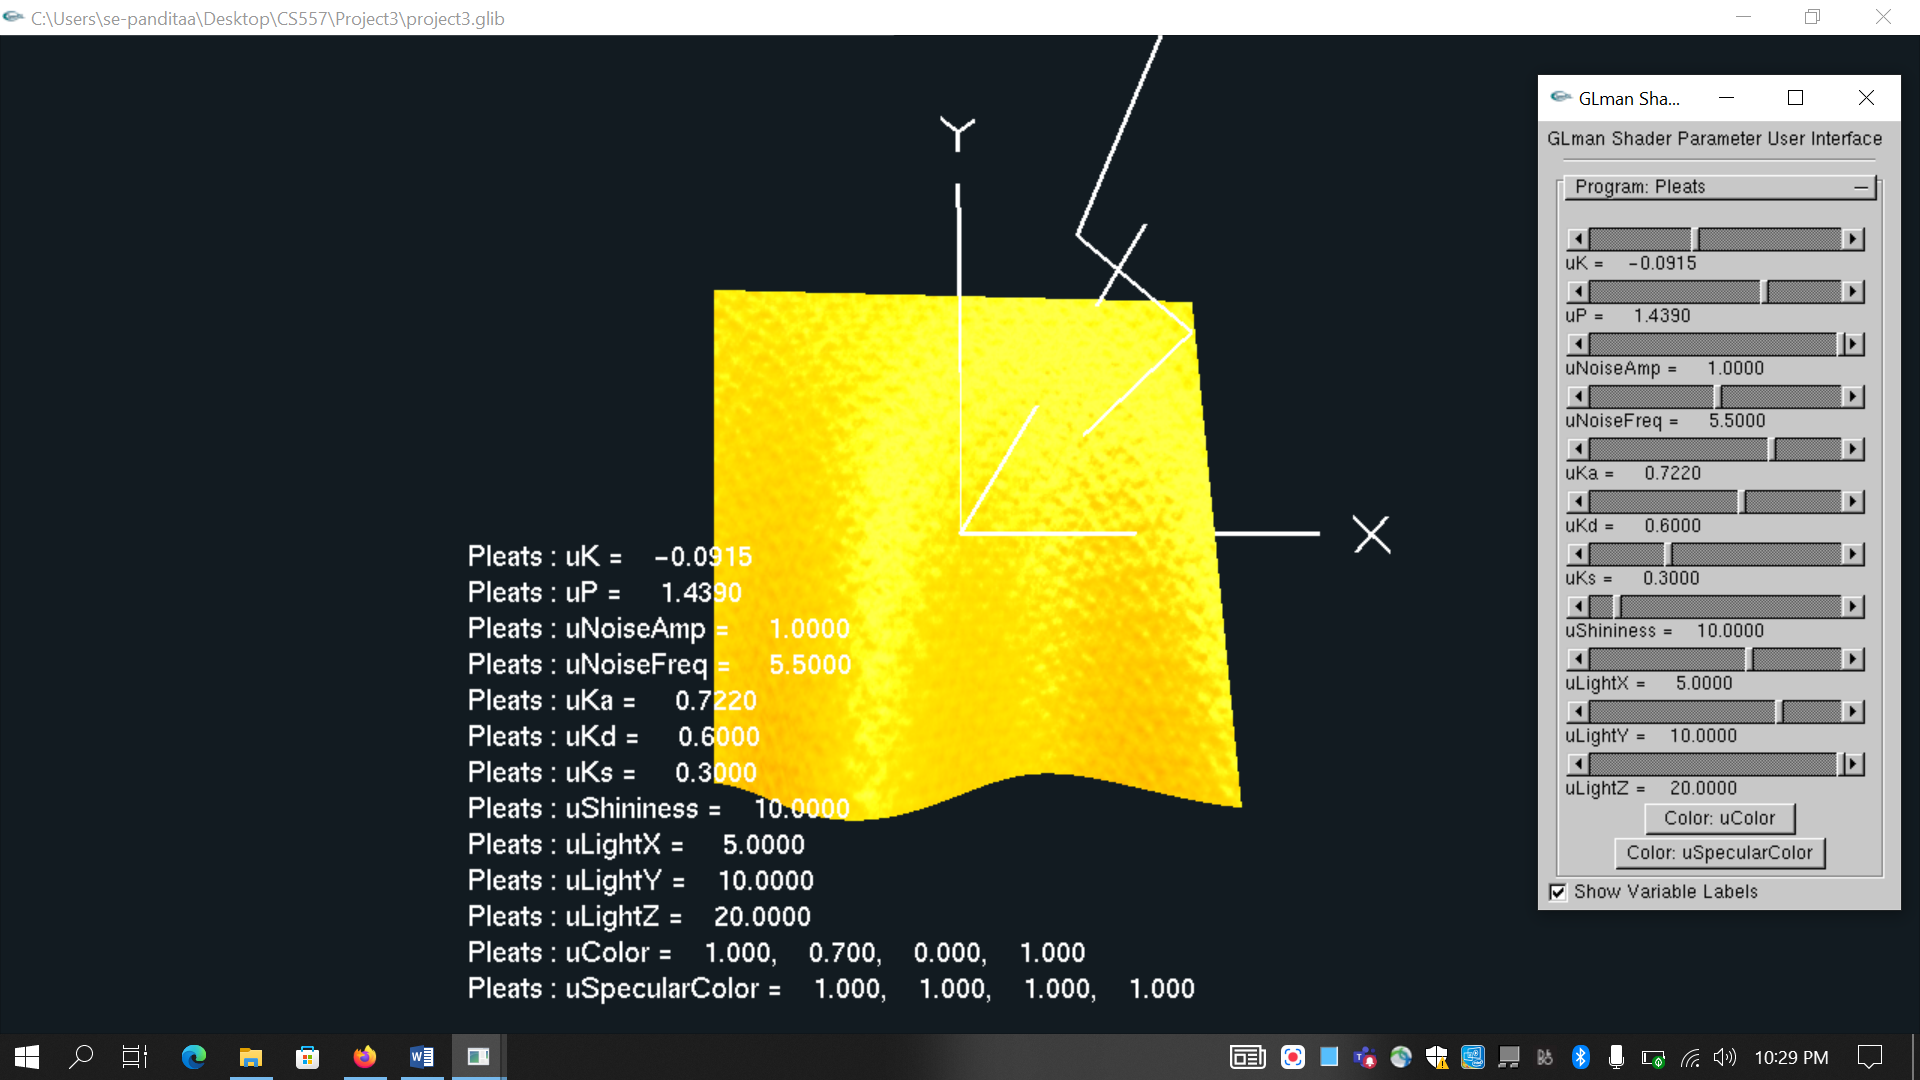 C:\Users\se-panditaa\Desktop\CS557\Project3\project3.glib
Y
X
Pleats : uK = -0.0915
Pleats : uP = 1.4390
Pleats : uNoiseAmp = 1.0000
Pleats : uNoiseFreq = 5.5000
Pleats : uKa = 0.7220
Pleats : uKd = 0.6000
Pleats : uKs = 0.3000
Pleats : uShininess = 10.0000
Pleats : uLightX = 5.0000
Pleats : uLightY = 10.0000
Pleats : uLightZ = 20.0000
Pleats : uColor = 1.000, 0.700, 0.000, 1.000
Pleats : uSpecularColor = 1.000, 1.000, 1.000, 1.000
GLman Sha...
GLman Shader Parameter User Interface
Program: Pleats
uK = -0.0915
uP = 1.4390
uNoiseAmp = 1.0000
uNoiseFreq = 5.5000
uKa = 0.7220
uKd = 0.6000
uKs = 0.3000
uShininess = 10.0000
uLightX = 5.0000
uLightY = 10.0000
uLightZ = 20.0000
Color: uColor
Color: uSpecularColor
Show Variable Labels
10:29 PM